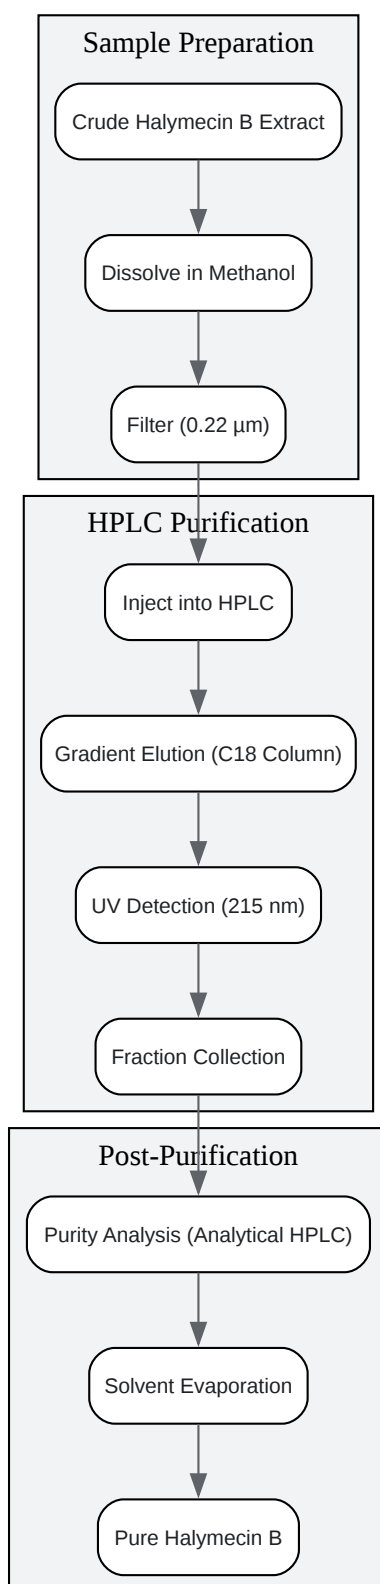 Sample Preparation
Crude Halymecin B Extract
Dissolve in Methanol
Filter (0.22 µm)
HPLC Purification
Inject into HPLC
Gradient Elution (C18 Column)
UV Detection (215 nm)
Fraction Collection
Post-Purification
Purity Analysis (Analytical HPLC)
Solvent Evaporation
Pure Halymecin B